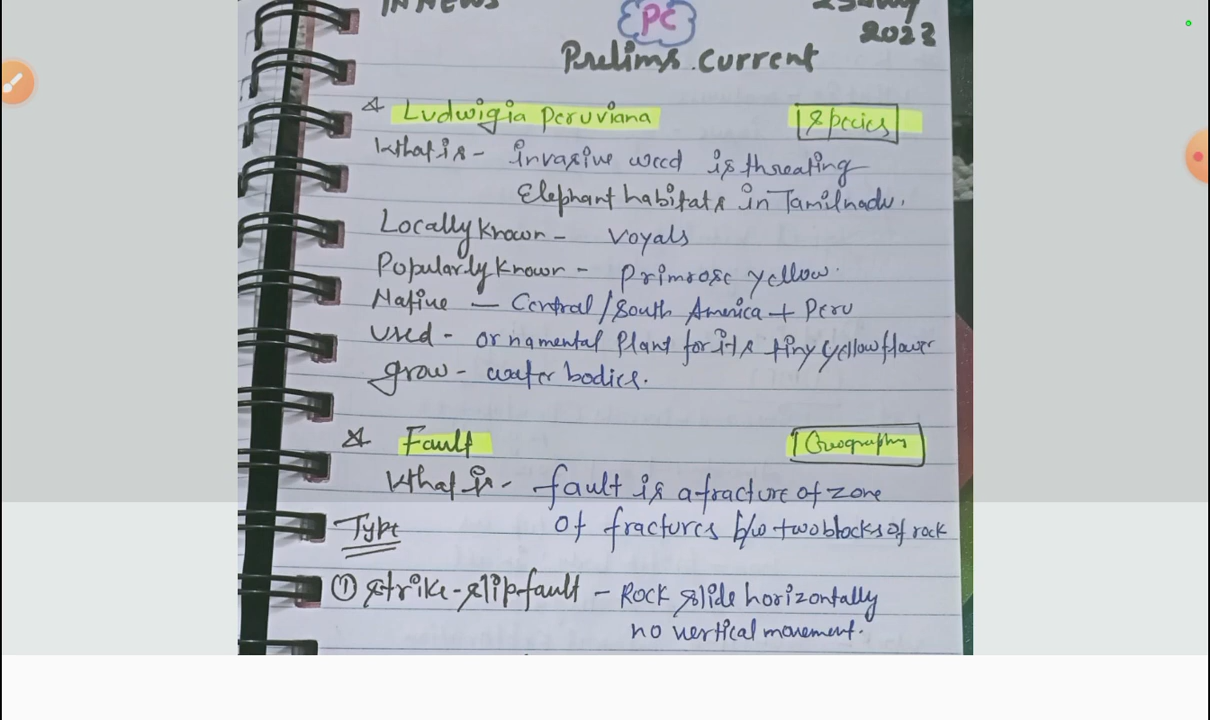 IN NEWS
PC
2023
Prelims Current
Ludwigia peruviana
Species
What is - invasive weed is threating
Elephant habitats in Tamilnadu.
Locally Known - Voyals
Popularly Known - Primrose yellow.
Native - Central/South America + Peru
Used - ornamental Plant for its tiny yellow flower
grow - water bodies.
Fault
Geography
What is - fault is a fracture of zone
of fractures b/w two blocks of rock
Type
① Strike-slip fault - Rock slide horizontally
no vertical movement.